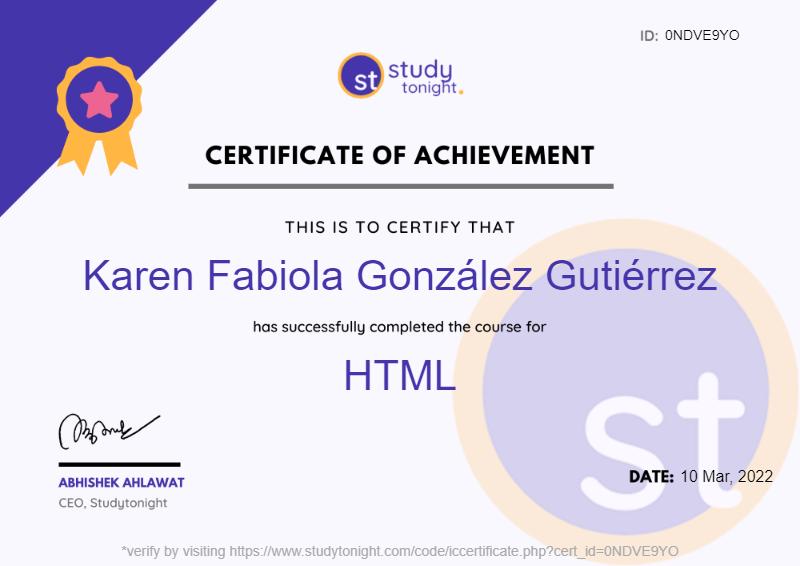 ID: 0NDVE9YO
st study
tonight.
CERTIFICATE OF ACHIEVEMENT
THIS IS TO CERTIFY THAT
Karen Fabiola González Gutiérrez
has successfully completed the course for
HTML
st
ABHISHEK AHLAWAT
CEO, Studytonight
DATE: 10 Mar, 2022
*verify by visiting https://www.studytonight.com/code/iccertificate.php?cert_id=0NDVE9YO